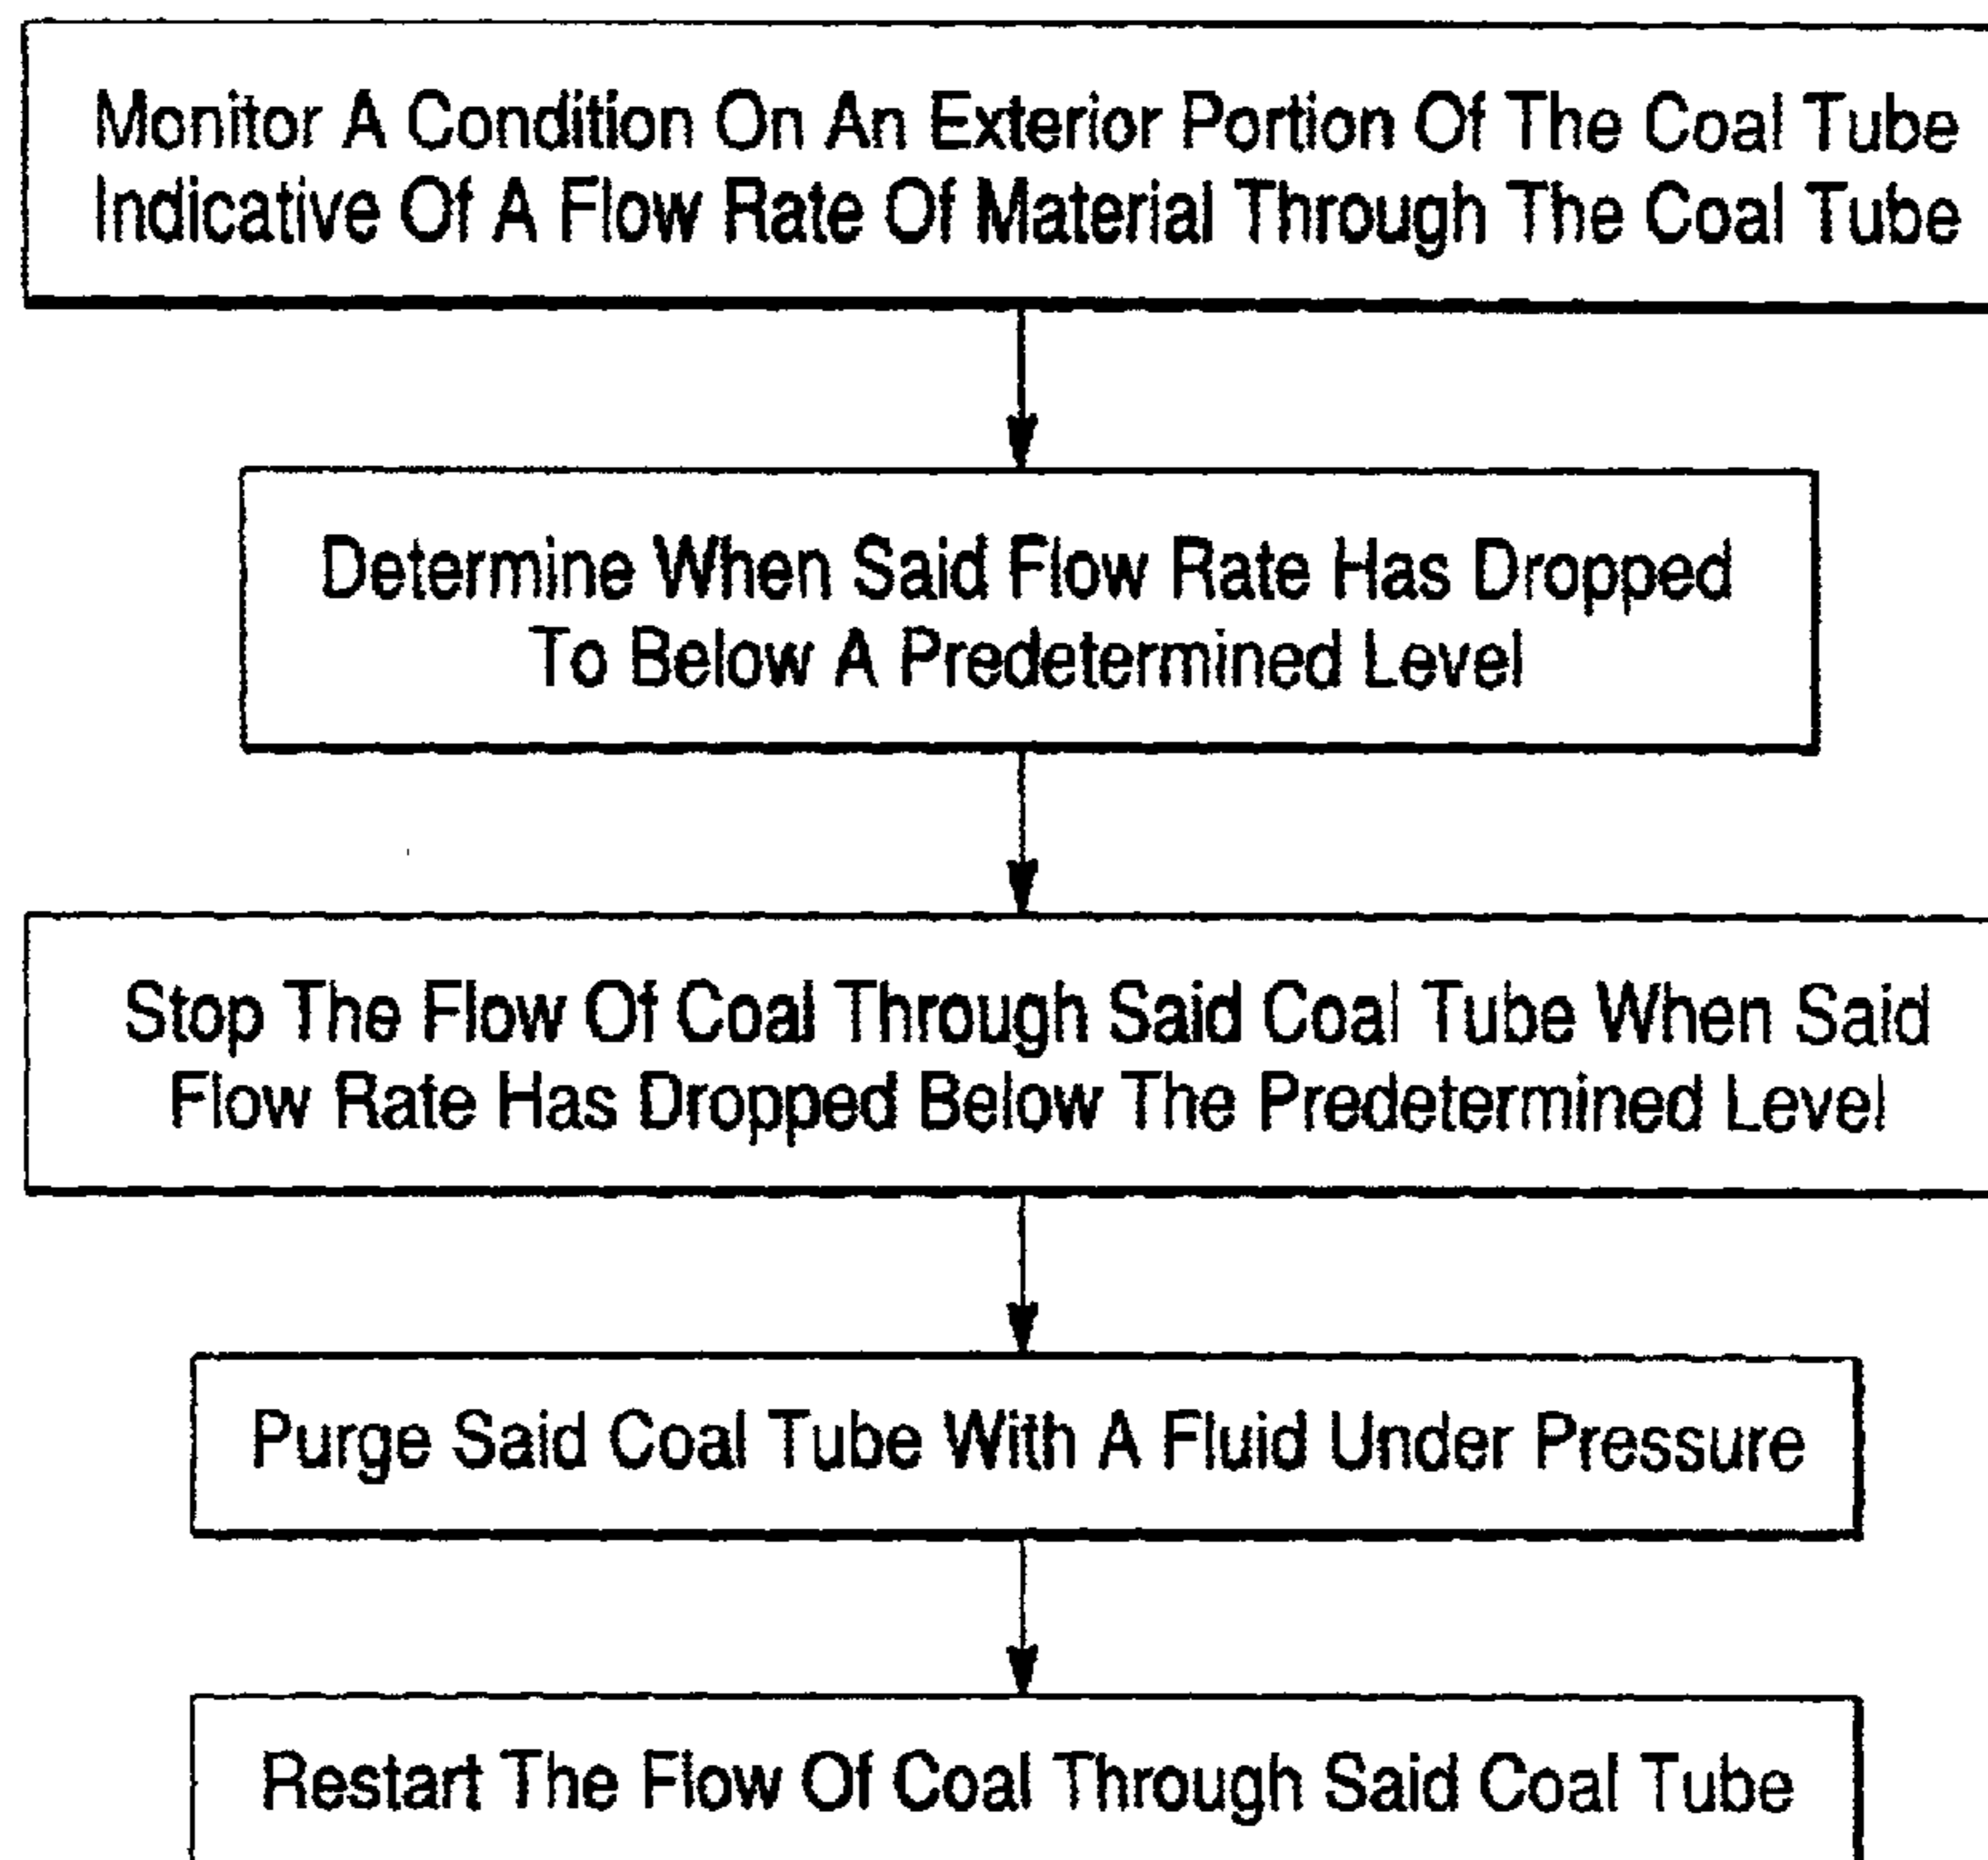 Monitor A Condition On An Exterior Portion Of The Coal Tube
Indicative Of A Flow Rate Of Material Through The Coal Tube
Determine When Said Flow Rate Has Dropped
To Below A Predetermined Level
Stop The Flow Of Coal Through Said Coal Tube When Said
Flow Rate Has Dropped Below The Predetermined Level
Purge Said Coal Tube With A Fluid Under Pressure
Restart The Flow Of Coal Through Said Coal Tube